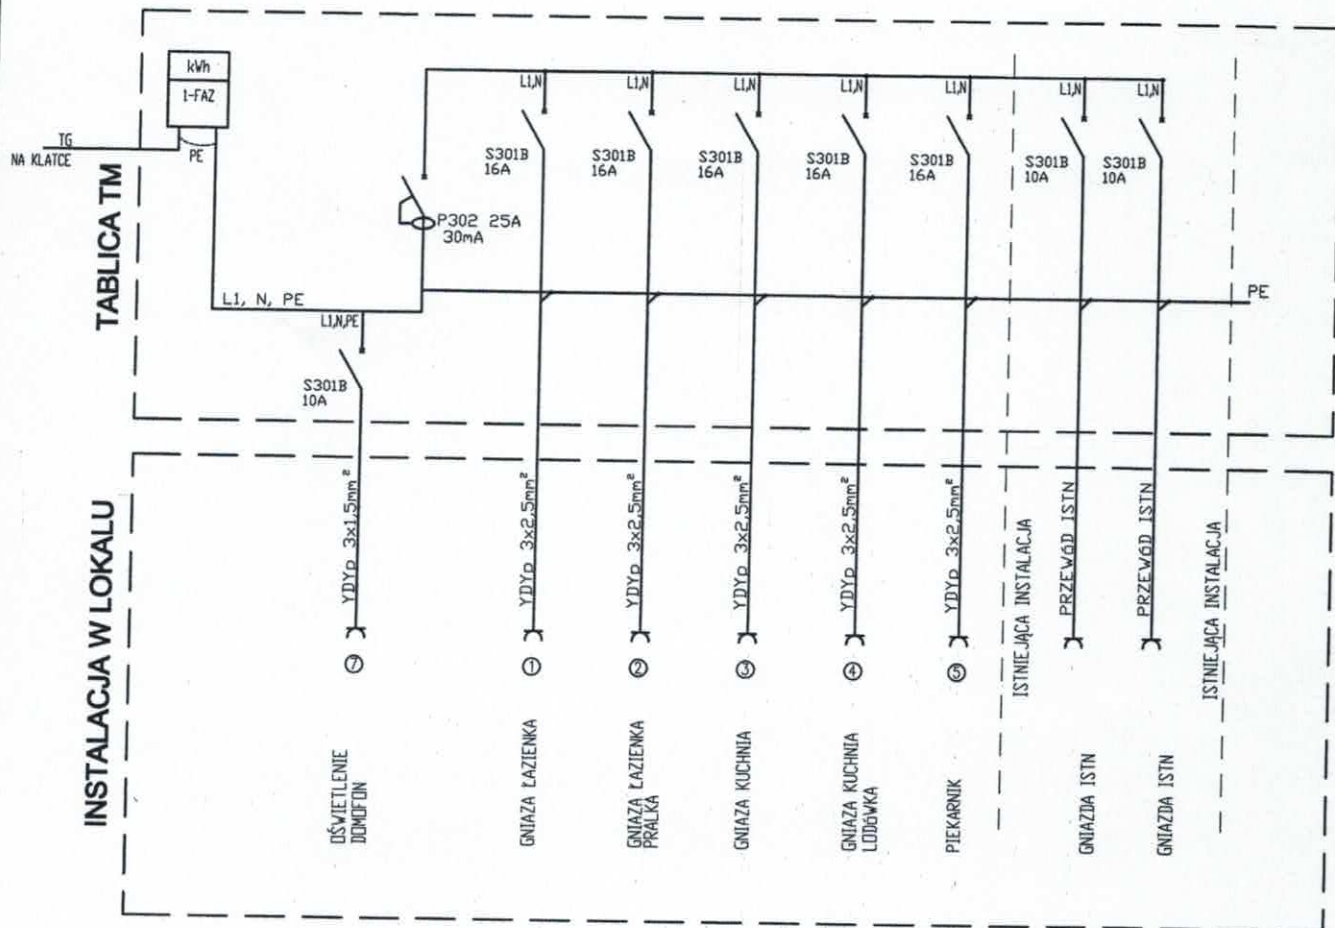 kWh
1-FAZ
TG
NA KLATCE
PE
TABLICA TM
L1,N
L1,N
L1,N
L1,N
L1,N
L1,N
L1,N
S301B
16A
S301B
16A
S301B
16A
S301B
16A
S301B
16A
S301B
10A
S301B
10A
P302 25A
30mA
L1, N, PE
PE
L1,N,PE
S301B
10A
INSTALACJA W LOKALU
YDYp 3x1,5mm²
YDYp 3x2,5mm²
YDYp 3x2,5mm²
YDYp 3x2,5mm²
YDYp 3x2,5mm²
YDYp 3x2,5mm²
ISTNIEJĄCA INSTALACJA
PRZEWÓD ISTN
PRZEWÓD ISTN
ISTNIEJĄCA INSTALACJA
7
1
2
3
4
5
OŚWIETLENIE
DOMOFON
GNIAZA ŁAZIENKA
GNIAZA ŁAZIENKA
PRALKA
GNIAZA KUCHNIA
GNIAZA KUCHNIA
LODÓWKA
PIEKARNIK
GNIAZDA ISTN
GNIAZDA ISTN